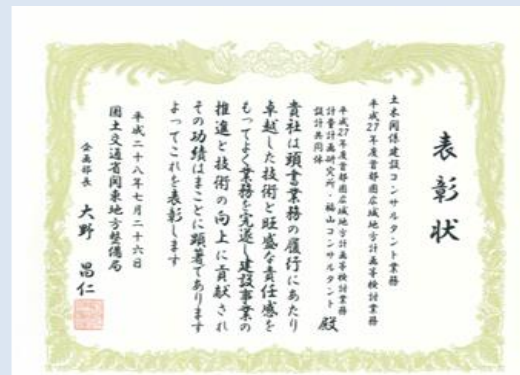 表彰状
土木関係建設コンサルタント業務
平成27年度首都圏広域地方計画等検討業務
平成27年度首都圏広域地方計画等検討業務
計量計画研究所・福山コンサルタント
設計共同体
殿
貴社は頭書業務の履行にあたり
卓越した技術と旺盛な責任感を
もってよく業務を完遂し建設事業の
推進と技術の向上に貢献され
その功績はまことに顕著であります
よってこれを表彰します
平成二十八年七月二十六日
国土交通省関東地方整備局
企画部長 大野 昌仁